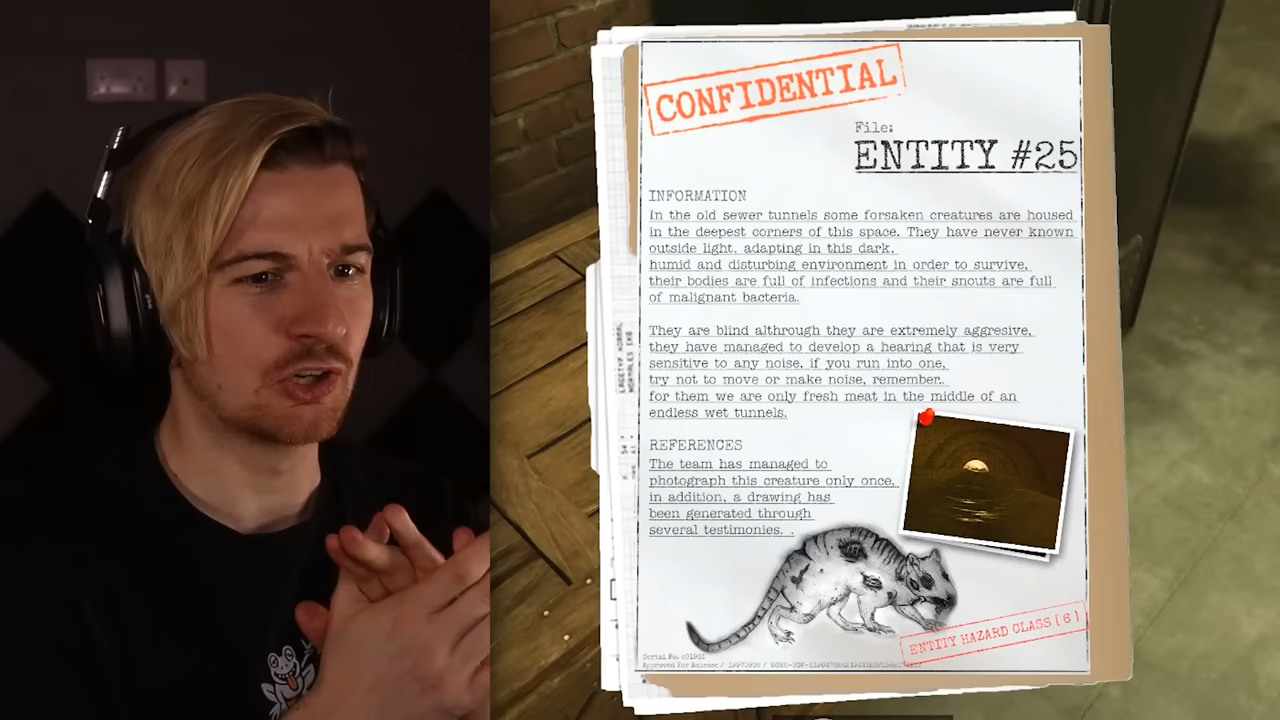 CONFIDENTIAL
File:
ENTITY #25
INFORMATION
In the old sewer tunnels some forsaken creatures are housed
in the deepest corners of this space. They have never known
outside light, adapting in this dark,
humid and disturbing environment in order to survive,
their bodies are full of infections and their snouts are full
of malignant bacteria.
They are blind althrough they are extremely aggresive,
they have managed to develop a hearing that is very
sensitive to any noise, if you run into one,
try not to move or make noise, remember..
for them we are only fresh meat in the middle of an
endless wet tunnels.
REFERENCES
The team has managed to
photograph this creature only once,
in addition, a drawing has
been generated through
several testimonies. .
ENTITY HAZARD CLASS [ 6 ]
Serial No.
Approved For Release /